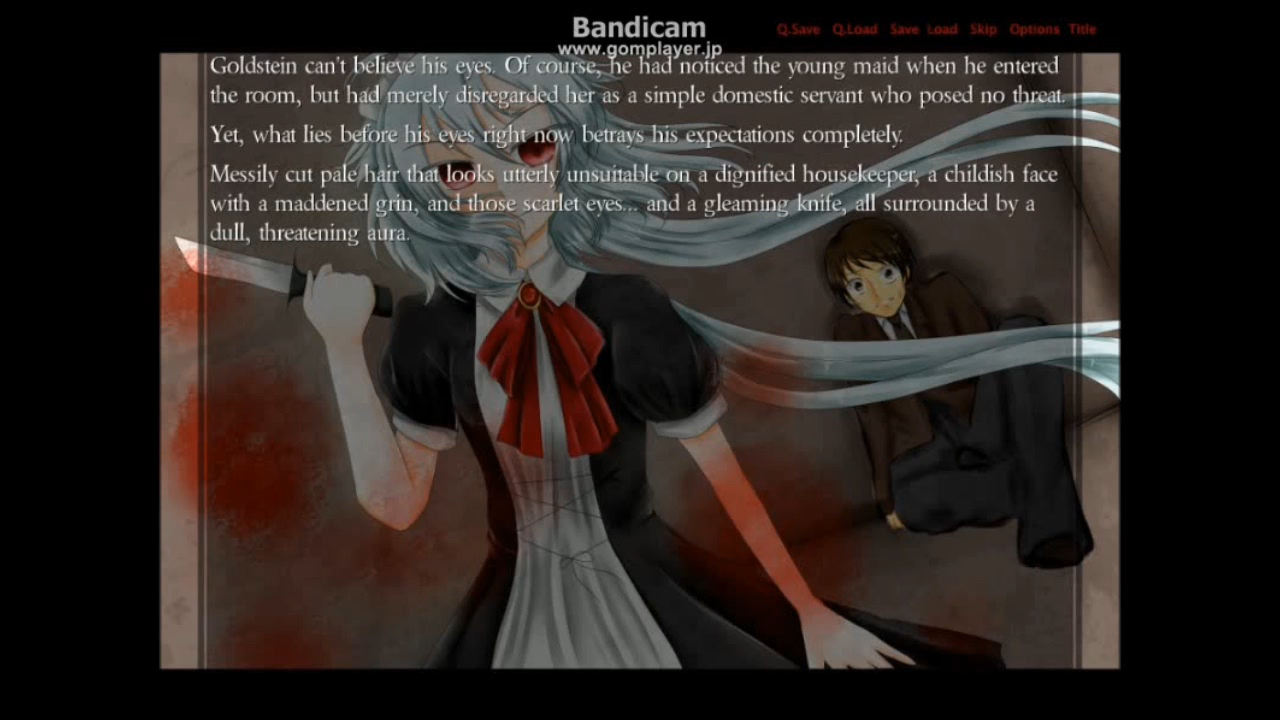 Bandicam
www.gomplayer.jp
Q.Save Q.Load Save Load Skip Options Title
Goldstein can't believe his eyes. Of course, he had noticed the young maid when he entered
the room, but had merely disregarded her as a simple domestic servant who posed no threat.
Yet, what lies before his eyes right now betrays his expectations completely.
Messily cut pale hair that looks utterly unsuitable on a dignified housekeeper, a childish face
with a maddened grin, and those scarlet eyes... and a gleaming knife, all surrounded by a
dull, threatening aura.